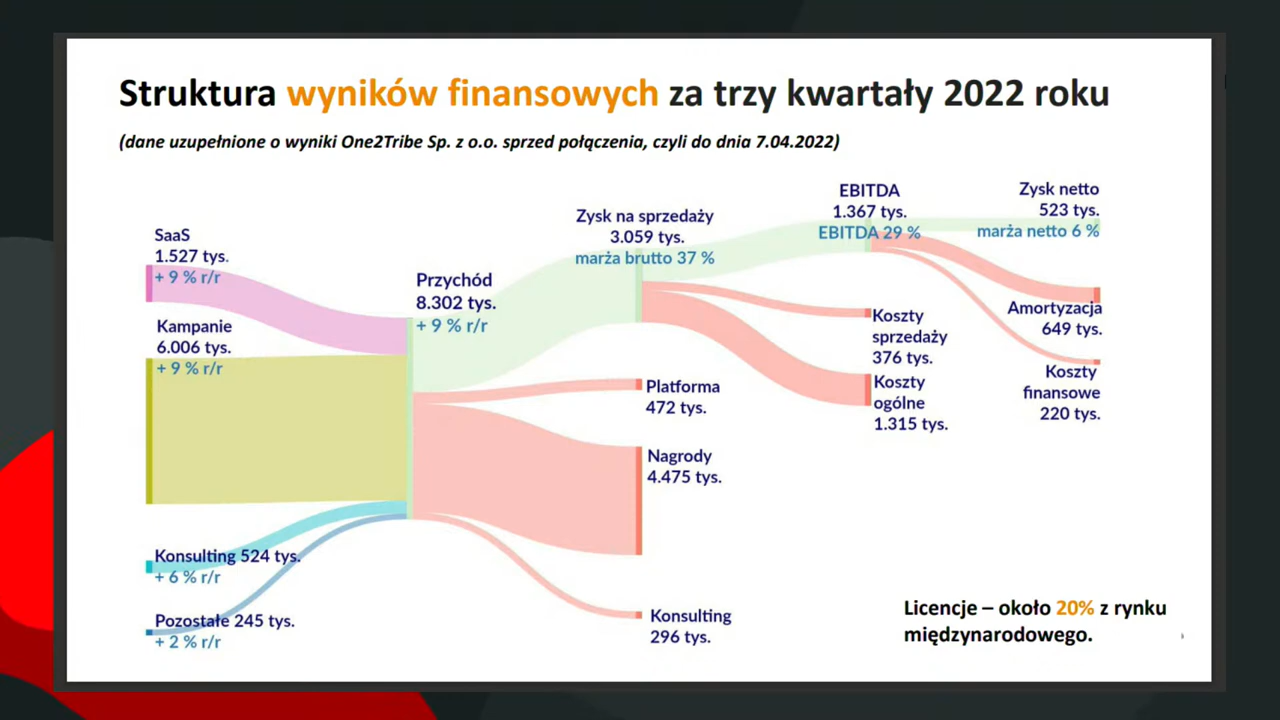 Struktura wyników finansowych za trzy kwartały 2022 roku
(dane uzupełnione o wyniki One2Tribe Sp. z o.o. sprzed połączenia, czyli do dnia 7.04.2022)
SaaS
1.527 tys.
+ 9 % r/r
Kampanie
6.006 tys.
+ 9 % r/r
Konsulting 524 tys.
+ 6 % r/r
Pozostałe 245 tys.
+ 2 % r/r
Przychód
8.302 tys.
+ 9 % r/r
Zysk na sprzedaży
3.059 tys.
marża brutto 37 %
Platforma
472 tys.
Nagrody
4.475 tys.
Konsulting
296 tys.
EBITDA
1.367 tys.
EBITDA 29 %
Koszty
sprzedaży
376 tys.
Koszty
ogólne
1.315 tys.
Zysk netto
523 tys.
marża netto 6 %
Amortyzacja
649 tys.
Koszty
finansowe
220 tys.
Licencje – około 20% z rynku
międzynarodowego.